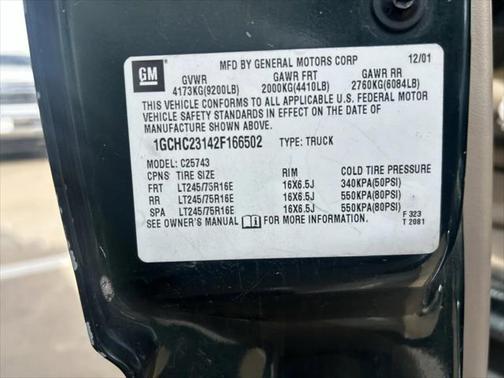 GM
MFD BY GENERAL MOTORS CORP 12/01
GVWR GAWR FRT GAWR RR
4173KG(9200LB) 2000KG(4410LB) 2760KG(6084LB)
THIS VEHICLE CONFORMS TO ALL APPLICABLE U.S. FEDERAL MOTOR
VEHICLE SAFETY STANDARDS IN EFFECT ON THE DATE OF
MANUFACTURE SHOWN ABOVE.
1GCHC23142F166502 TYPE: TRUCK
MODEL: C25743
CPNS TIRE SIZE RIM COLD TIRE PRESSURE
FRT LT245/75R16E 16X6.5J 340KPA(50PSI)
RR LT245/75R16E 16X6.5J 550KPA(80PSI)
SPA LT245/75R16E 16X6.5J 550KPA(80PSI)
SEE OWNER'S MANUAL FOR MORE INFORMATION. F 323
T 2081